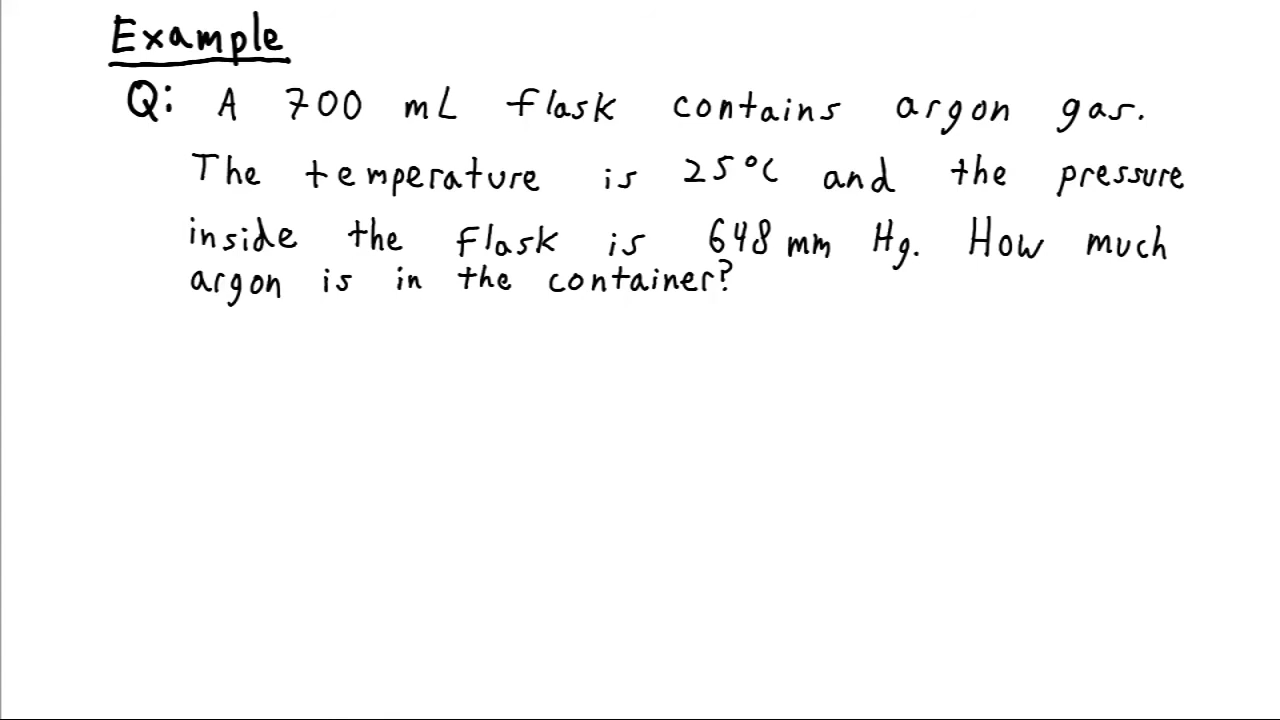 Example
Q: A 700 mL flask contains argon gas.
The temperature is 25°C and the pressure
inside the flask is 648 mm Hg. How much
argon is in the container?